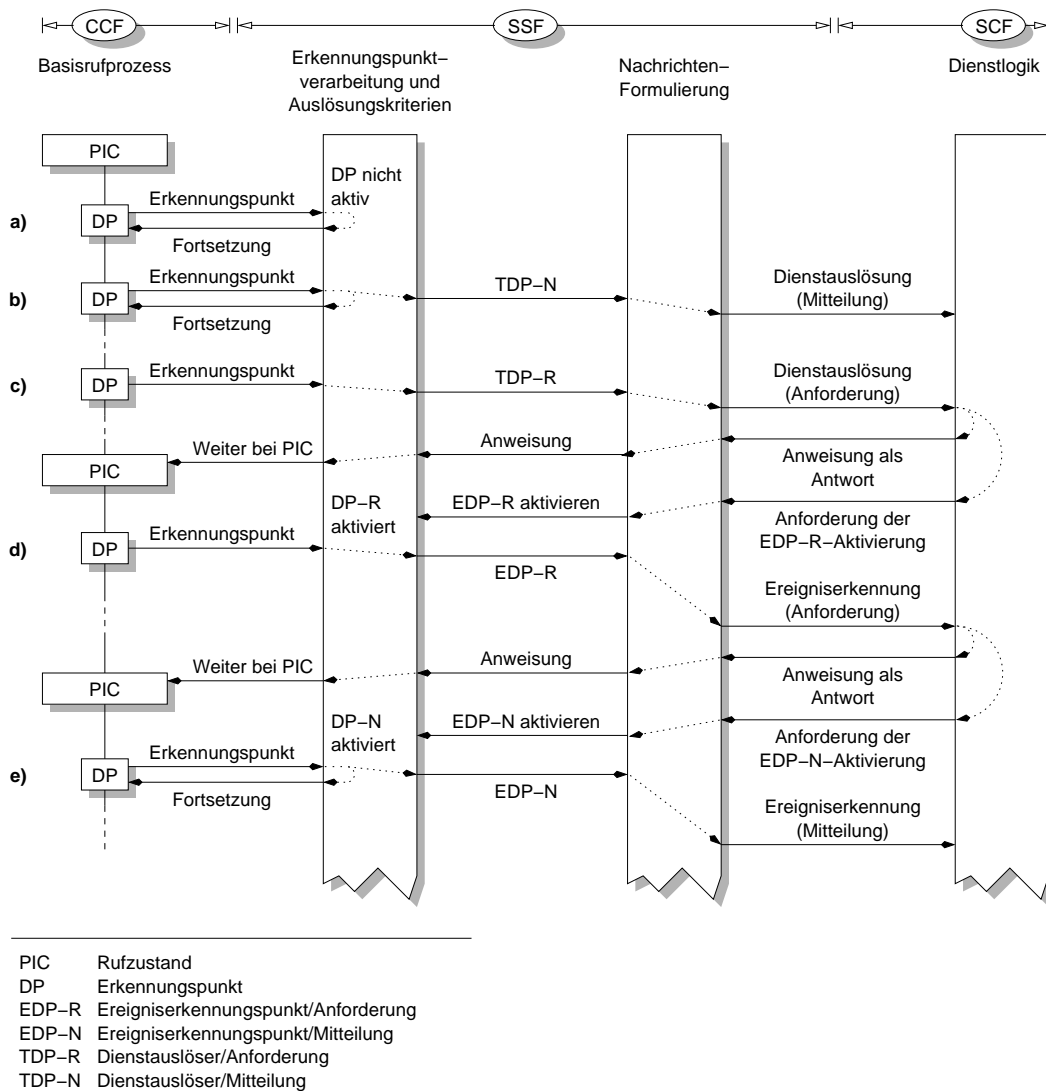 CCF
SSF
SCF
Basisrufprozess
Erkennungspunkt–
verarbeitung und
Auslösungskriterien
Nachrichten–
Formulierung
Dienstlogik
PIC
DP nicht
aktiv
a)
DP
Erkennungspunkt
Fortsetzung
b)
DP
Erkennungspunkt
Fortsetzung
TDP–N
Dienstauslösung
(Mitteilung)
c)
DP
Erkennungspunkt
TDP–R
Dienstauslösung
(Anforderung)
PIC
Weiter bei PIC
Anweisung
Anweisung als
Antwort
DP–R
aktiviert
EDP–R aktivieren
Anforderung der
EDP–R–Aktivierung
d)
DP
Erkennungspunkt
EDP–R
Ereigniserkennung
(Anforderung)
PIC
Weiter bei PIC
Anweisung
Anweisung als
Antwort
DP–N
aktiviert
EDP–N aktivieren
Anforderung der
EDP–N–Aktivierung
e)
DP
Erkennungspunkt
Fortsetzung
EDP–N
Ereigniserkennung
(Mitteilung)
PIC Rufzustand
DP Erkennungspunkt
EDP–R Ereigniserkennungspunkt/Anforderung
EDP–N Ereigniserkennungspunkt/Mitteilung
TDP–R Dienstauslöser/Anforderung
TDP–N Dienstauslöser/Mitteilung